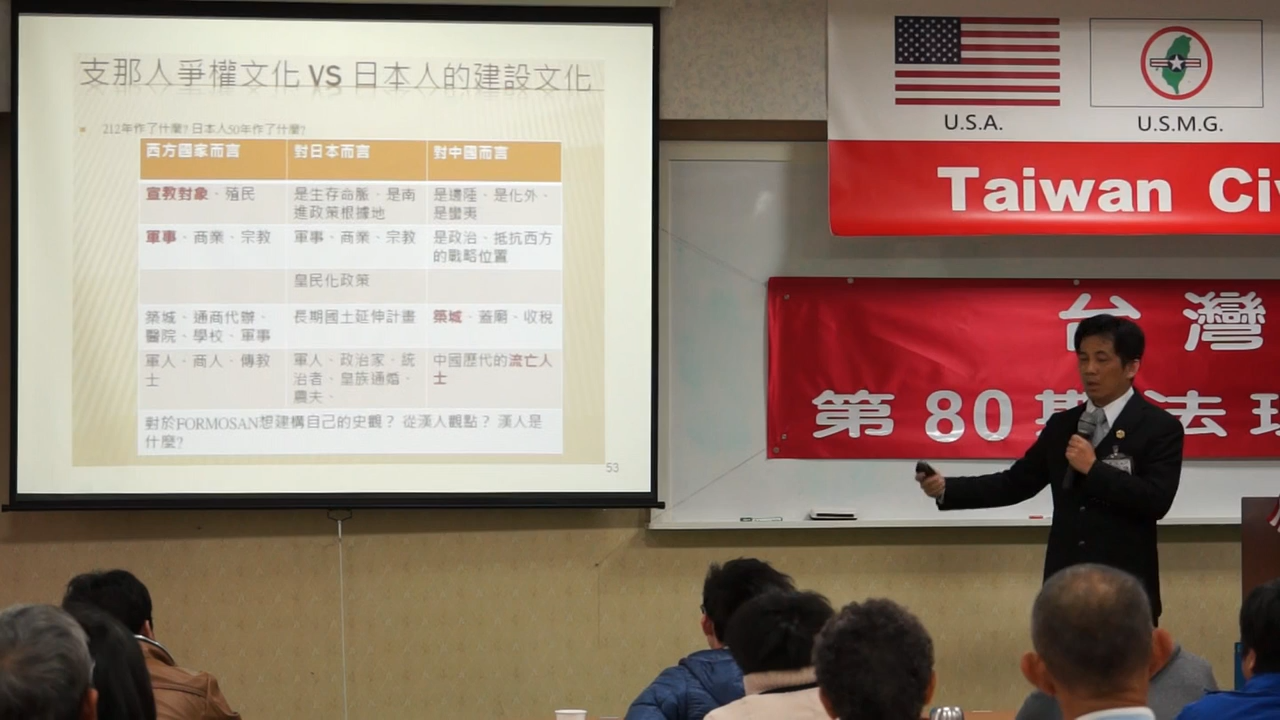 支那人爭權文化 VS 日本人的建設文化
212年作了什麼? 日本人50年作了什麼?
西方國家而言 對日本而言 對中國而言
宣教對象、殖民 是生存命脈、是南進政策根據地 是邊陲、是化外、是蠻夷
軍事、商業、宗教 軍事、商業、宗教 是政治、抵抗西方的戰略位置
皇民化政策
築城、通商代辦、醫院、學校、軍事 長期國土延伸計畫 築城、蓋廟、收稅
軍人、商人、傳教士 軍人、政治家、統治者、皇族通婚、農夫、 中國歷代的流亡人士
對於FORMOSAN想建構自己的史觀? 從漢人觀點? 漢人是
什麼?
53
U.S.A. U.S.M.G.
Taiwan Ci
台灣
第80期法